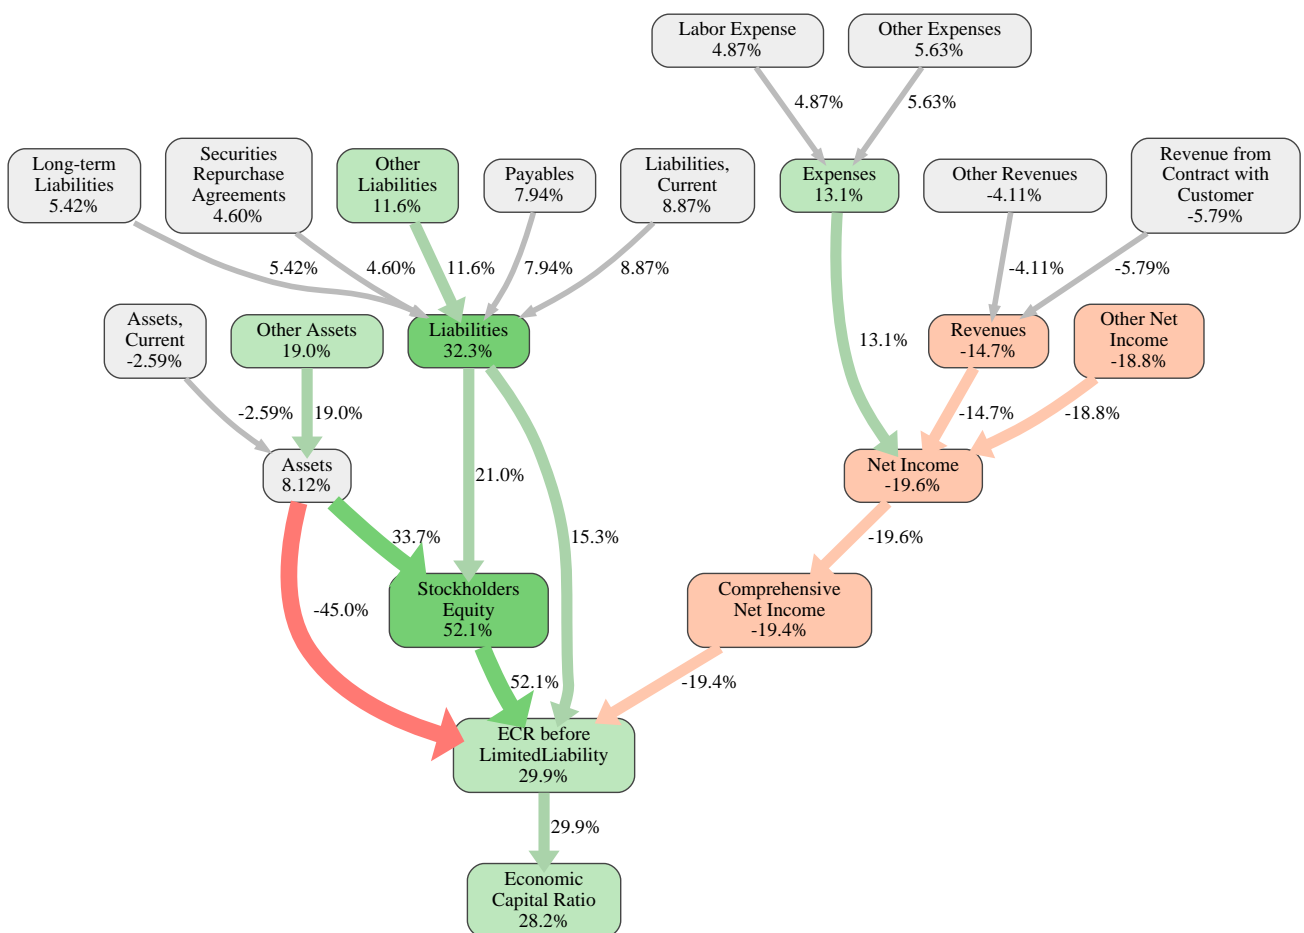 Labor Expense
4.87%
Other Expenses
5.63%
4.87%
5.63%
Long-term
Liabilities
5.42%
Securities
Repurchase
Agreements
4.60%
Other
Liabilities
11.6%
Payables
7.94%
Liabilities,
Current
8.87%
Expenses
13.1%
Other Revenues
-4.11%
Revenue from
Contract with
Customer
-5.79%
5.42%
4.60%
11.6%
7.94%
8.87%
-4.11%
-5.79%
Assets,
Current
-2.59%
Other Assets
19.0%
Liabilities
32.3%
13.1%
Revenues
-14.7%
Other Net
Income
-18.8%
-2.59%
19.0%
-14.7%
-18.8%
Assets
8.12%
21.0%
Net Income
-19.6%
33.7%
15.3%
-19.6%
-45.0%
Stockholders
Equity
52.1%
Comprehensive
Net Income
-19.4%
52.1%
-19.4%
ECR before
LimitedLiability
29.9%
29.9%
Economic
Capital Ratio
28.2%